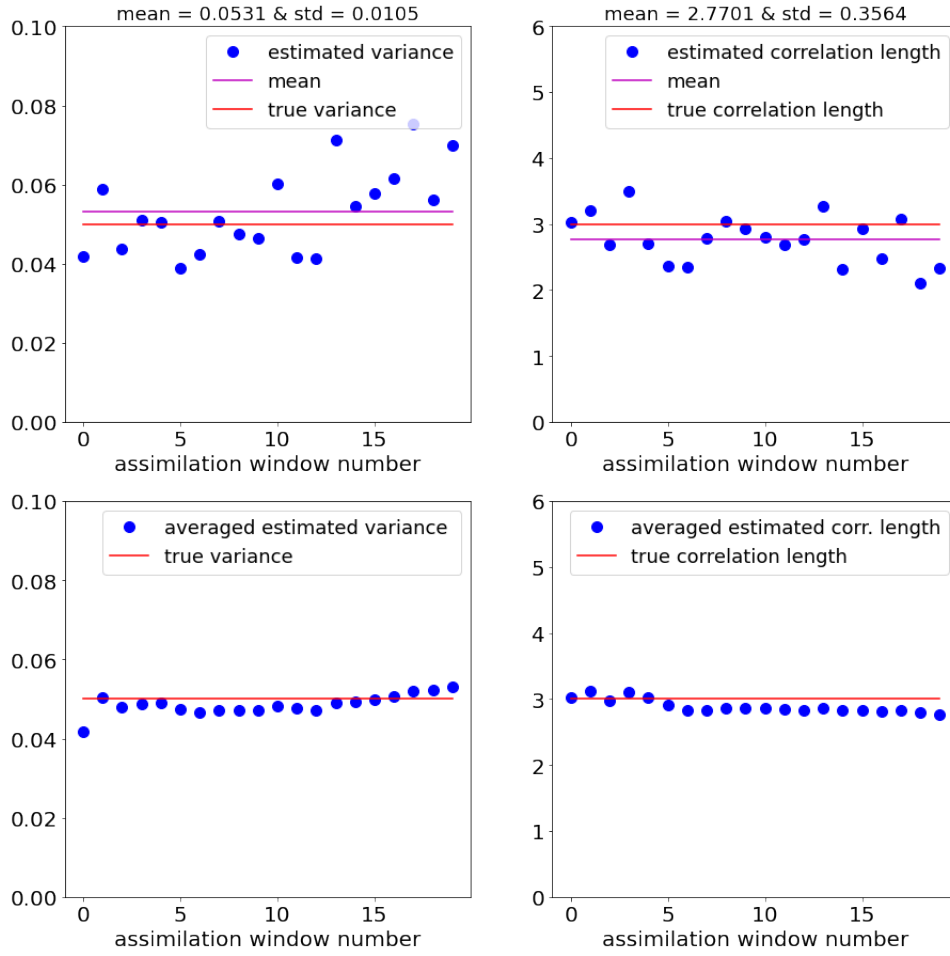 mean = 0.0531 & std = 0.0105
0.10
0.08
0.06
0.04
0.02
0.00
estimated variance
mean
true variance
0
5
10
15
assimilation window number
mean = 2.7701 & std = 0.3564
6
5
4
3
2
1
0
estimated correlation length
mean
true correlation length
0
5
10
15
assimilation window number
0.10
0.08
0.06
0.04
0.02
0.00
averaged estimated variance
true variance
0
5
10
15
assimilation window number
6
5
4
3
2
1
0
averaged estimated corr. length
true correlation length
0
5
10
15
assimilation window number